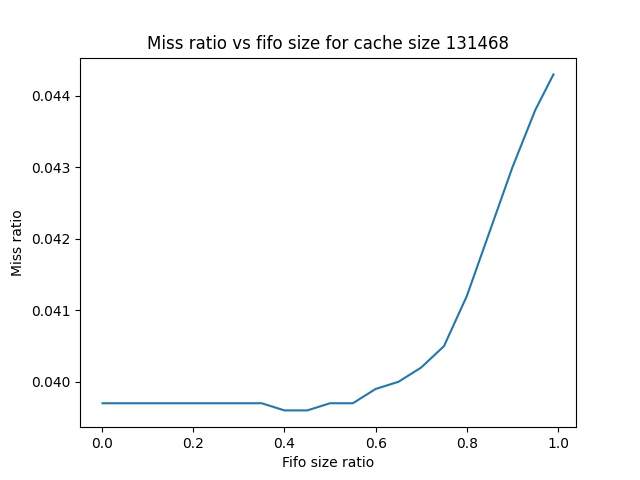 Miss ratio vs fifo size for cache size 131468
0.044
0.043
0.042
0.041
0.040
Miss ratio
0.0 0.2 0.4 0.6 0.8 1.0
Fifo size ratio